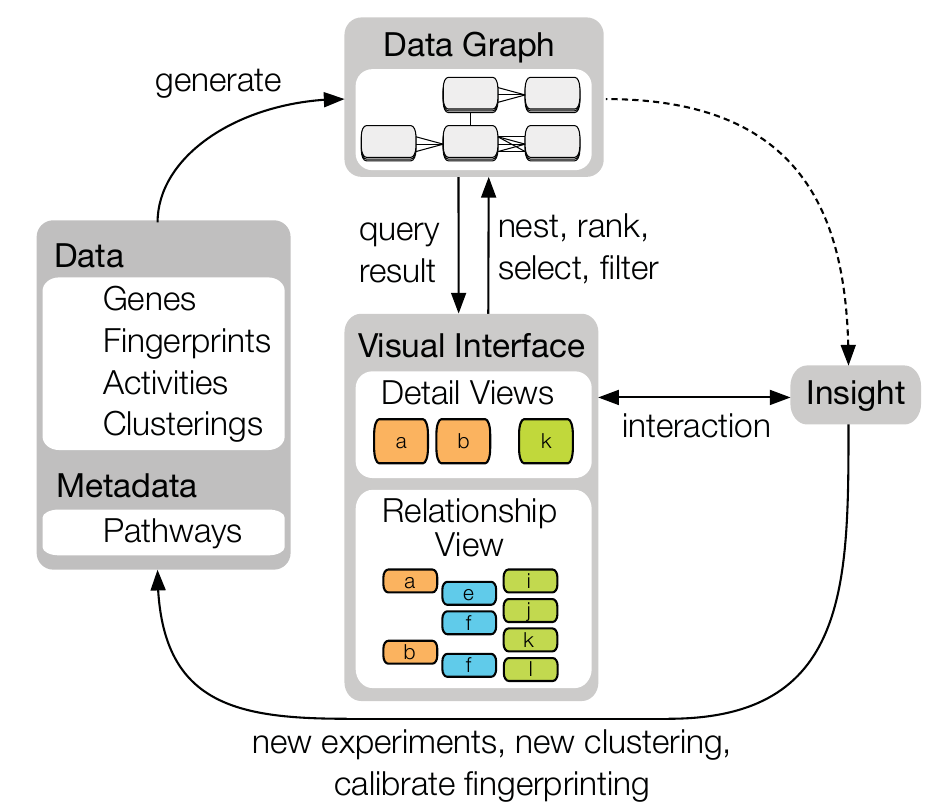 Data Graph
generate
query
result
nest, rank,
select, filter
Data
Genes
Fingerprints
Activities
Clusterings
Metadata
Pathways
Visual Interface
Detail Views
a b k
Relationship
View
a
e
f
b
f
i
j
k
l
interaction
Insight
new experiments, new clustering,
calibrate fingerprinting